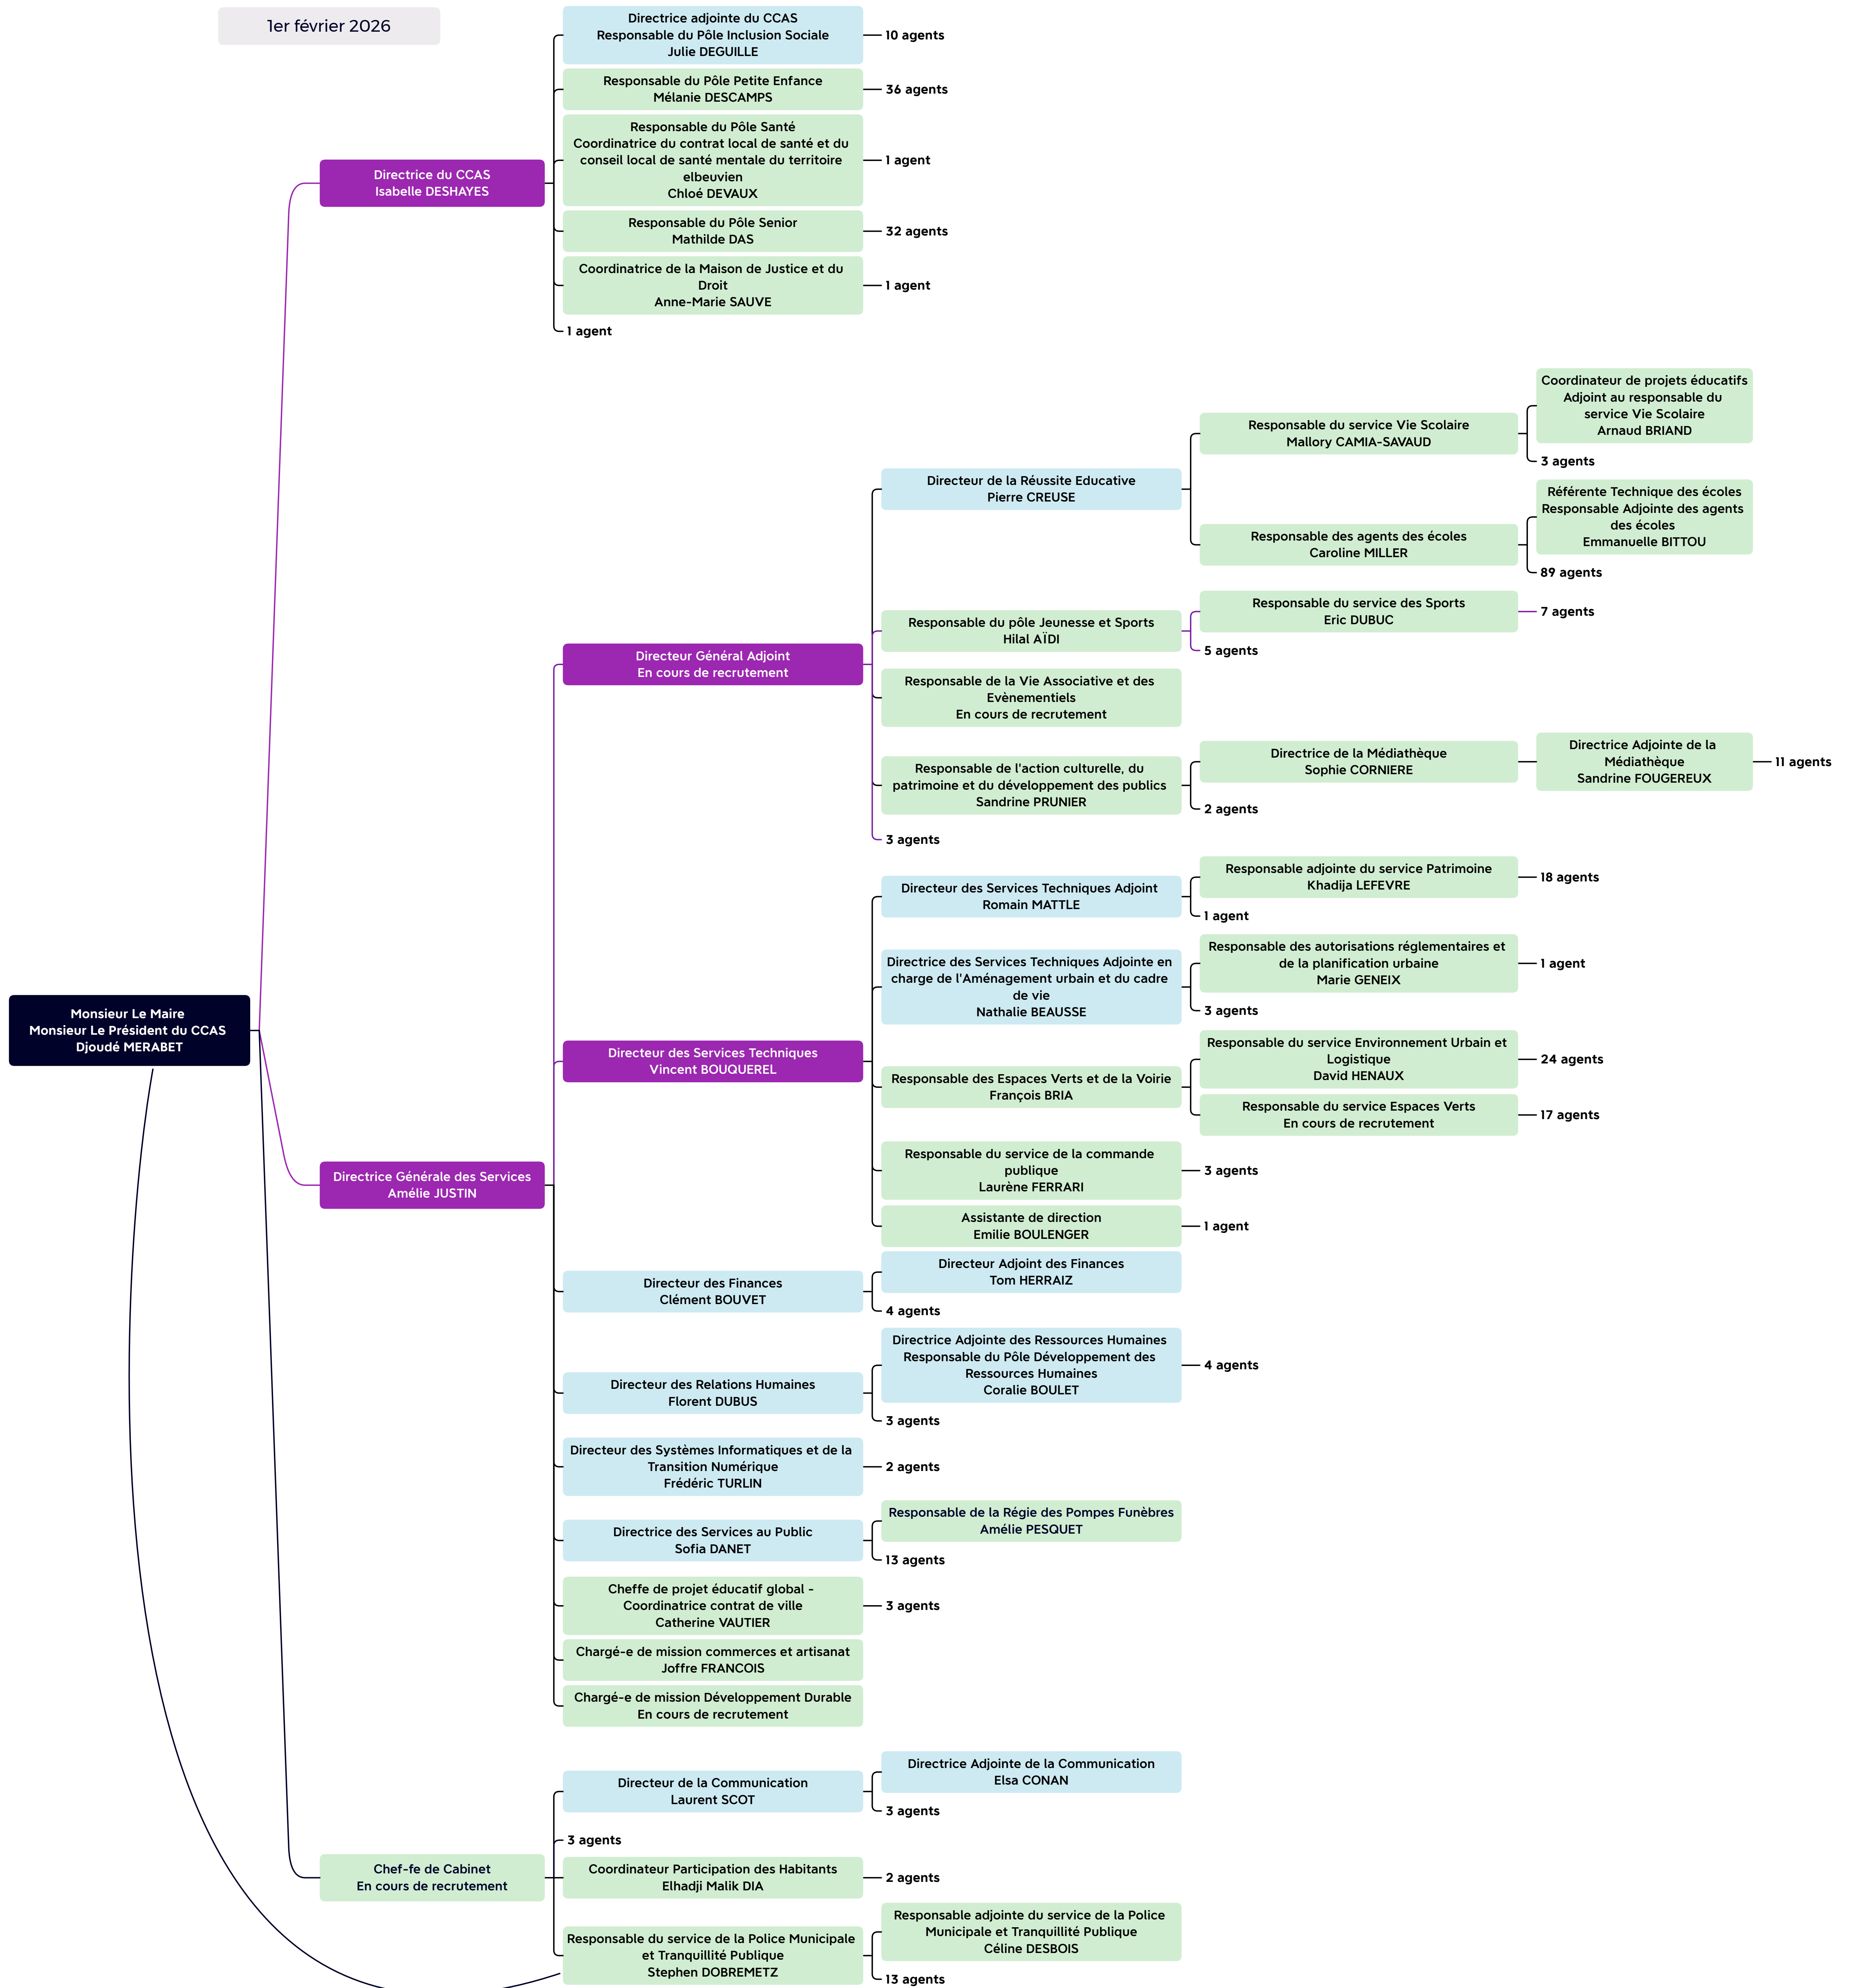 1er février 2026
Directrice adjointe du CCAS
Responsable du Pôle Inclusion Sociale
Julie DEGUILLE
10 agents
Responsable du Pôle Petite Enfance
Mélanie DESCAMPS
36 agents
Responsable du Pôle Santé
Coordinatrice du contrat local de santé et du
conseil local de santé mentale du territoire
elbeuvien
Chloé DEVAUX
1 agent
Directrice du CCAS
Isabelle DESHAYES
Responsable du Pôle Senior
Mathilde DAS
32 agents
Coordinatrice de la Maison de Justice et du
Droit
Anne-Marie SAUVE
1 agent
1 agent
Coordinateur de projets éducatifs
Adjoint au responsable du
service Vie Scolaire
Arnaud BRIAND
Responsable du service Vie Scolaire
Mallory CAMIA-SAVAUD
3 agents
Directeur de la Réussite Educative
Pierre CREUSE
Référente Technique des écoles
Responsable Adjointe des agents
des écoles
Emmanuelle BITTOU
Responsable des agents des écoles
Caroline MILLER
89 agents
Responsable du service des Sports
Eric DUBUC
7 agents
Responsable du pôle Jeunesse et Sports
Hilal AÏDI
5 agents
Directeur Général Adjoint
En cours de recrutement
Responsable de la Vie Associative et des
Evènementiels
En cours de recrutement
Directrice de la Médiathèque
Sophie CORNIERE
Directrice Adjointe de la
Médiathèque
Sandrine FOUGEREUX
11 agents
Responsable de l'action culturelle, du
patrimoine et du développement des publics
Sandrine PRUNIER
2 agents
3 agents
Responsable adjointe du service Patrimoine
Khadija LEFEVRE
18 agents
Directeur des Services Techniques Adjoint
Romain MATTLE
1 agent
Responsable des autorisations réglementaires et
de la planification urbaine
Marie GENEIX
1 agent
Directrice des Services Techniques Adjointe en
charge de l'Aménagement urbain et du cadre
de vie
Nathalie BEAUSSE
3 agents
Monsieur Le Maire
Monsieur Le Président du CCAS
Djoudé MERABET
Directeur des Services Techniques
Vincent BOUQUEREL
Responsable du service Environnement Urbain et
Logistique
David HENAUX
24 agents
Responsable des Espaces Verts et de la Voirie
François BRIA
Responsable du service Espaces Verts
En cours de recrutement
17 agents
Responsable du service de la commande
publique
Laurène FERRARI
3 agents
Directrice Générale des Services
Amélie JUSTIN
Assistante de direction
Emilie BOULENGER
1 agent
Directeur des Finances
Clément BOUVET
Directeur Adjoint des Finances
Tom HERRAIZ
4 agents
Directrice Adjointe des Ressources Humaines
Responsable du Pôle Développement des
Ressources Humaines
Coralie BOULET
4 agents
Directeur des Relations Humaines
Florent DUBUS
3 agents
Directeur des Systèmes Informatiques et de la
Transition Numérique
Frédéric TURLIN
2 agents
Responsable de la Régie des Pompes Funèbres
Amélie PESQUET
Directrice des Services au Public
Sofia DANET
13 agents
Cheffe de projet éducatif global -
Coordinatrice contrat de ville
Catherine VAUTIER
3 agents
Chargé-e de mission commerces et artisanat
Joffre FRANCOIS
Chargé-e de mission Développement Durable
En cours de recrutement
Directrice Adjointe de la Communication
Elsa CONAN
Directeur de la Communication
Laurent SCOT
3 agents
3 agents
Chef-fe de Cabinet
En cours de recrutement
Coordinateur Participation des Habitants
Elhadji Malik DIA
2 agents
Responsable adjointe du service de la Police
Municipale et Tranquillité Publique
Céline DESBOIS
Responsable du service de la Police Municipale
et Tranquillité Publique
Stephen DOBREMETZ
13 agents